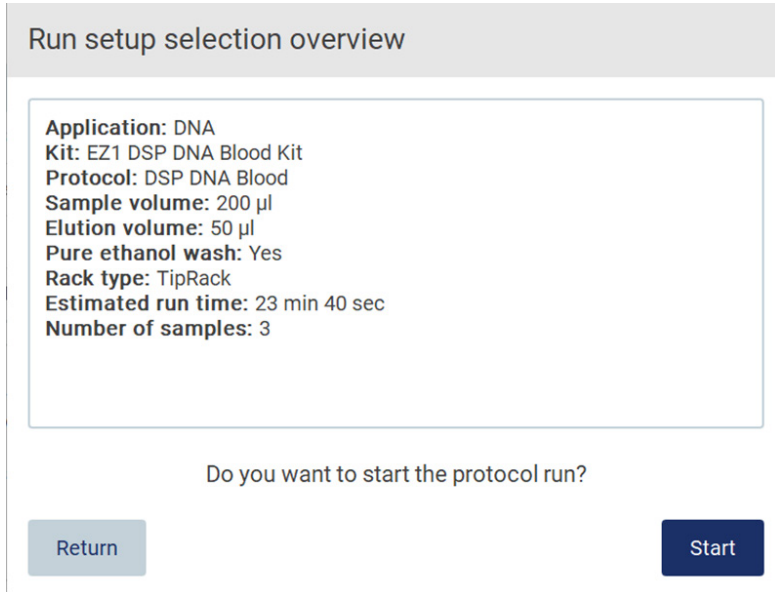 Run setup selection overview
Application: DNA
Kit: EZ1 DSP DNA Blood Kit
Protocol: DSP DNA Blood
Sample volume: 200 µl
Elution volume: 50 µl
Pure ethanol wash: Yes
Rack type: TipRack
Estimated run time: 23 min 40 sec
Number of samples: 3
Do you want to start the protocol run?
Return
Start